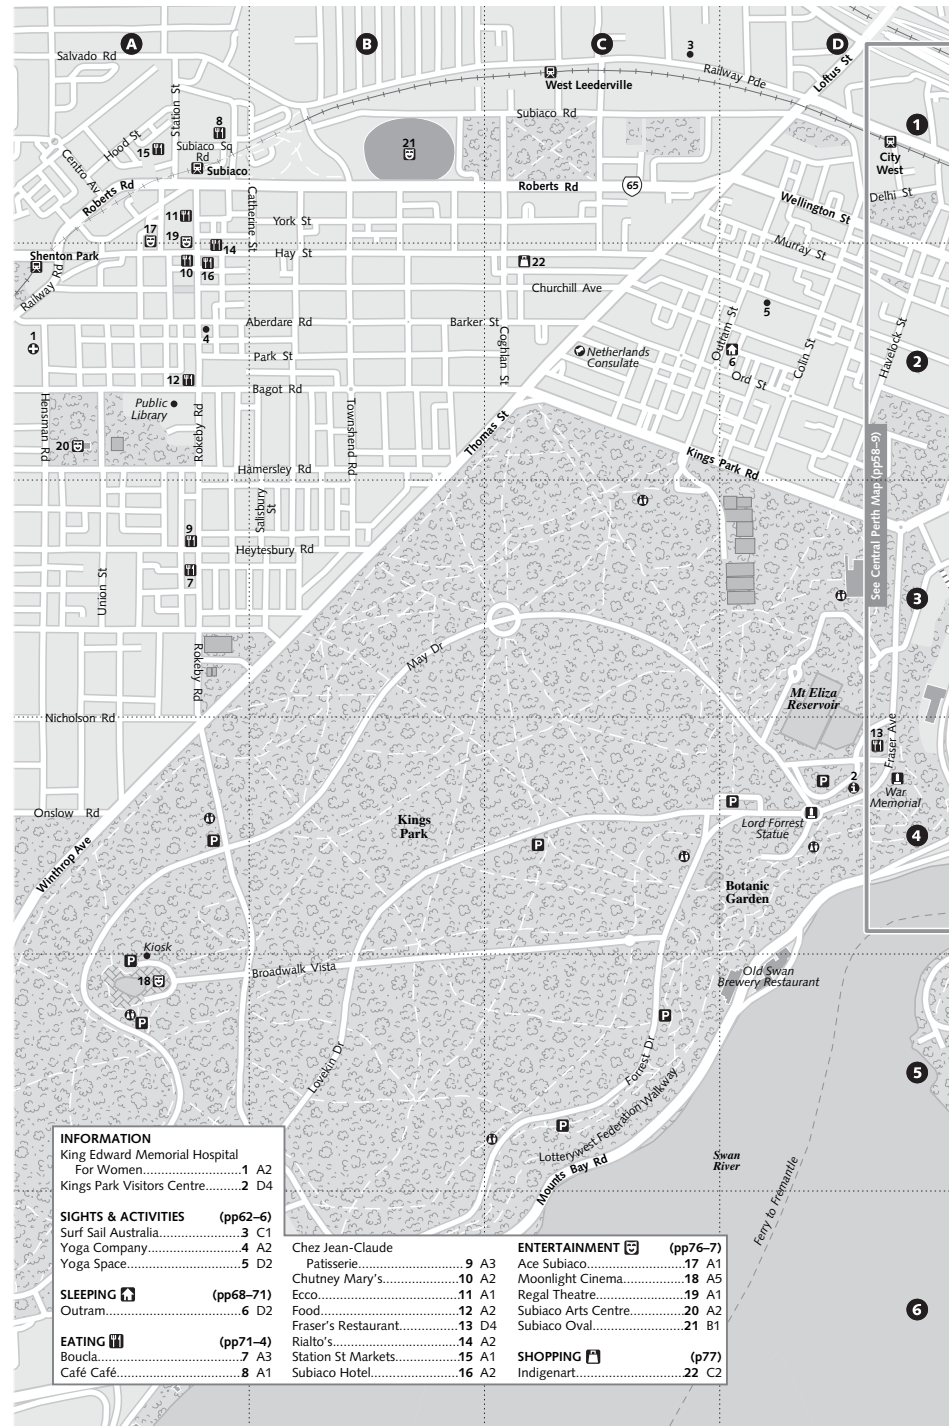 A
B
C
D
3
Salvado Rd
Railway Pde
Loftus St
West Leederville
Station St
8
Subiaco Rd
1
Hood St
21
15
Subiaco Sq
Rd
City
West
Centro Av
Subiaco
Roberts Rd
Roberts Rd
65
Catherine St
Wellington St
Delhi St
11
York St
17
19
14
Murray St
Hay St
Shenton Park
22
10
16
Railway Rd
Churchill Ave
5
Aberdare Rd
Barker St
Outram St
1
4
Coghlan St
Netherlands
Consulate
Havelock St
Park St
6
Colin St
2
12
Ord St
Bagot Rd
Public
Library
Hensman Rd
Rokeby Rd
Townshend Rd
Thomas St
20
Kings Park Rd
See Central Perth Map (pp58–9)
Hamersley Rd
Salisbury
St
9
Heytesbury Rd
7
Union St
3
May Dr
Rokeby Rd
Mt Eliza
Reservoir
Nicholson Rd
13
Fraser Ave
2
War
Memorial
Onslow Rd
Kings
Park
Lord Forrest
Statue
4
Winthrop Ave
Botanic
Garden
Kiosk
Broadwalk Vista
18
Old Swan
Brewery Restaurant
Lovekin Dr
Forrest Dr
5
Lotterywest Federation Walkway
Mounts Bay Rd
Swan
River
Ferry to Fremantle
6
INFORMATION
King Edward Memorial Hospital
For Women..........................1 A2
Kings Park Visitors Centre.........2 D4
SIGHTS & ACTIVITIES (pp62–6)
Surf Sail Australia......................3 C1
Yoga Company.........................4 A2
Yoga Space...............................5 D2
SLEEPING (pp68–71)
Outram.....................................6 D2
EATING (pp71–4)
Boucla......................................7 A3
Café Café..................................8 A1
Chez Jean-Claude
Patisserie..............................9 A3
Chutney Mary's.....................10 A2
Ecco......................................11 A1
Food......................................12 A2
Fraser's Restaurant................13 D4
Rialto's..................................14 A2
Station St Markets.................15 A1
Subiaco Hotel........................16 A2
ENTERTAINMENT (pp76–7)
Ace Subiaco...........................17 A1
Moonlight Cinema..................18 A5
Regal Theatre.........................19 A1
Subiaco Arts Centre................20 A2
Subiaco Oval..........................21 B1
SHOPPING (p77)
Indigenart..............................22 C2